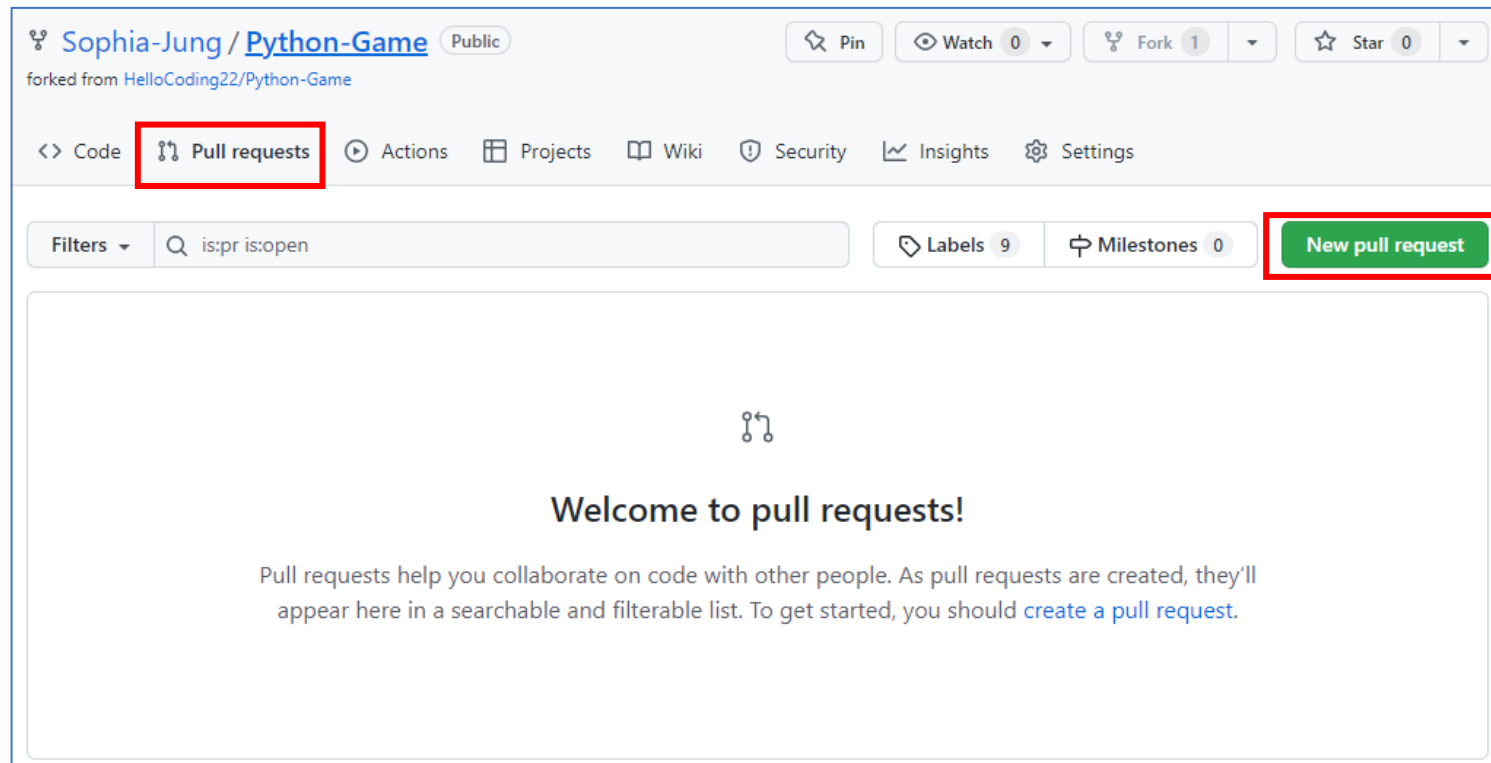 Sophia-Jung / Python-Game Public Pin Watch 0 Fork 1 Star 0
forked from HelloCoding22/Python-Game
<> Code Pull requests Actions Projects Wiki Security Insights Settings
Filters is:pr is:open Labels 9 Milestones 0 New pull request
Welcome to pull requests!
Pull requests help you collaborate on code with other people. As pull requests are created, they'll
appear here in a searchable and filterable list. To get started, you should create a pull request.